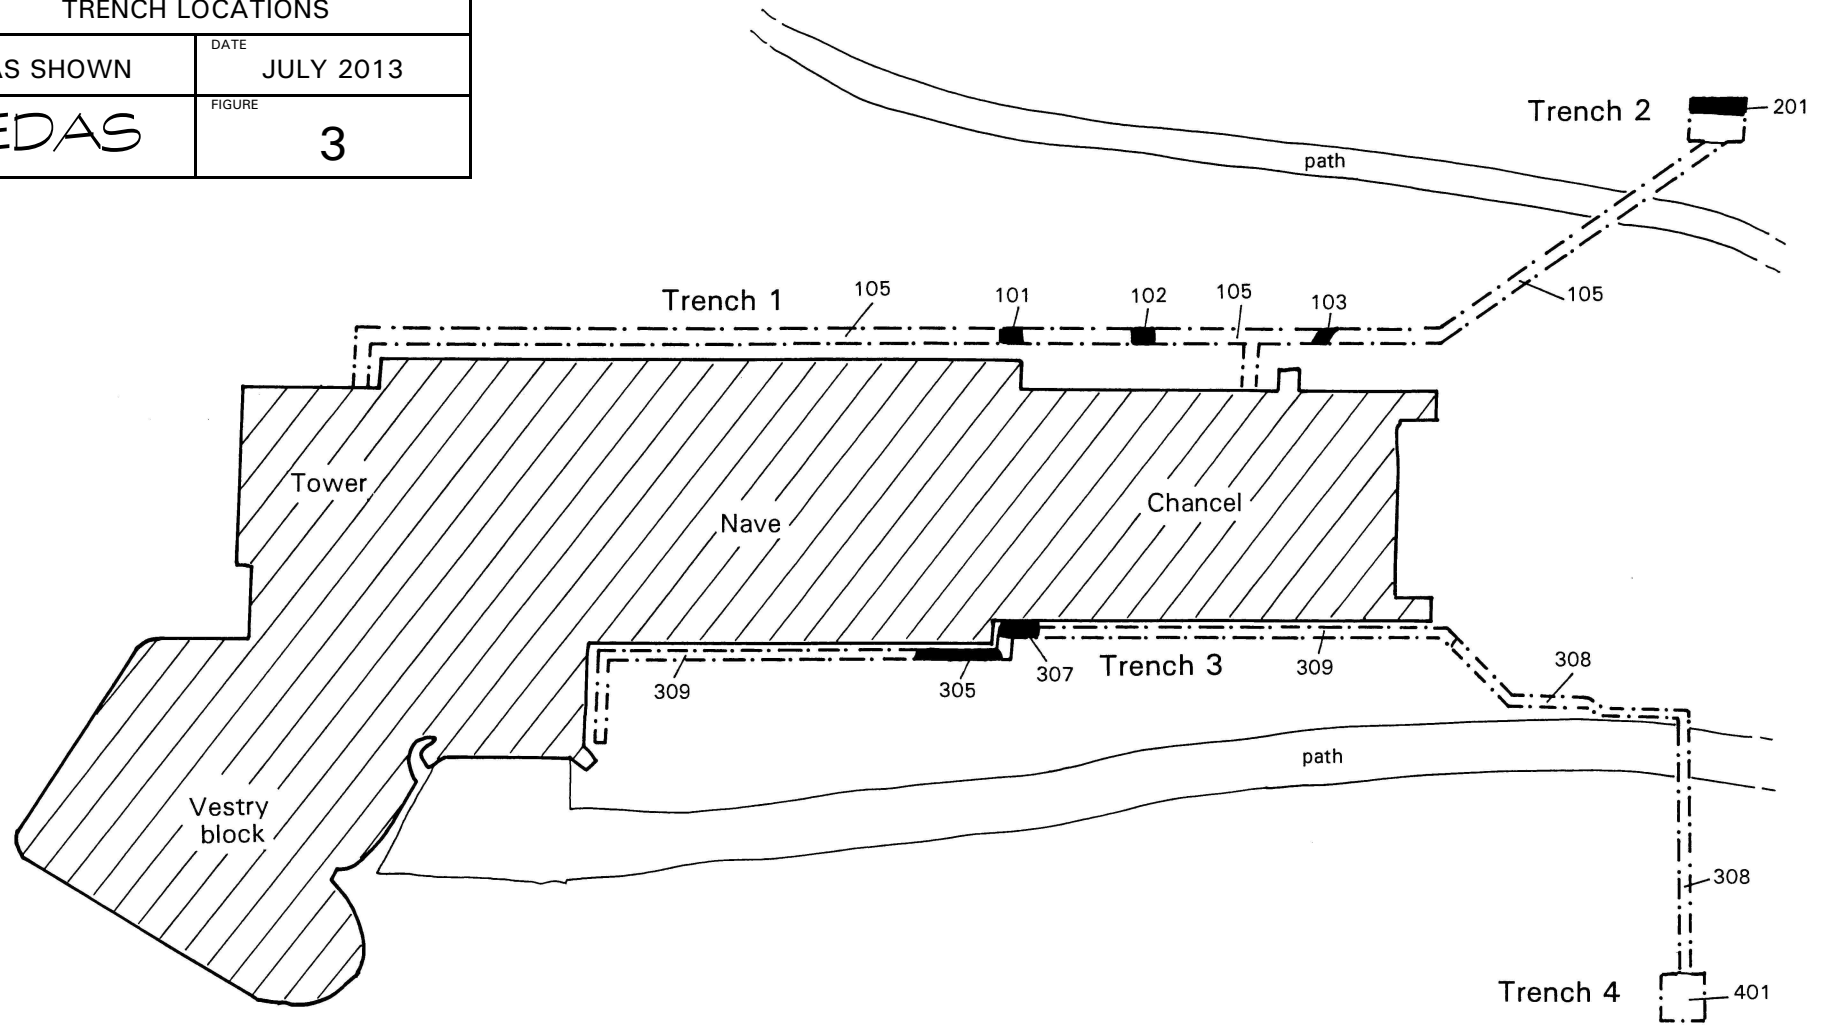 TRENCH LOCATIONS
AS SHOWN
DATE
JULY 2013
EDAS
FIGURE
3
Trench 2
201
path
Trench 1
105
101
102
105
103
105
Tower
Nave
Chancel
309
305
307
Trench 3
309
308
path
Vestry
block
308
Trench 4
401